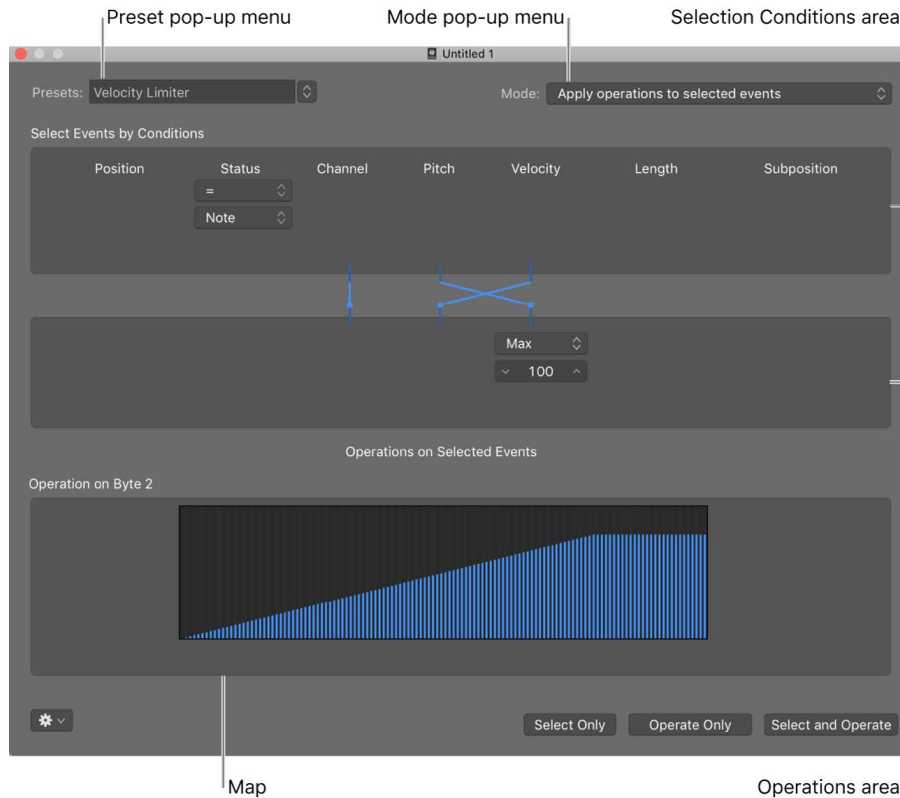 Preset pop-up menu Mode pop-up menu Selection Conditions area
Untitled 1
Presets: Velocity Limiter Mode: Apply operations to selected events
Select Events by Conditions
Position Status Channel Pitch Velocity Length Subposition
=
Note
Max
100
Operations on Selected Events
Operation on Byte 2
Select Only Operate Only Select and Operate
Map Operations area